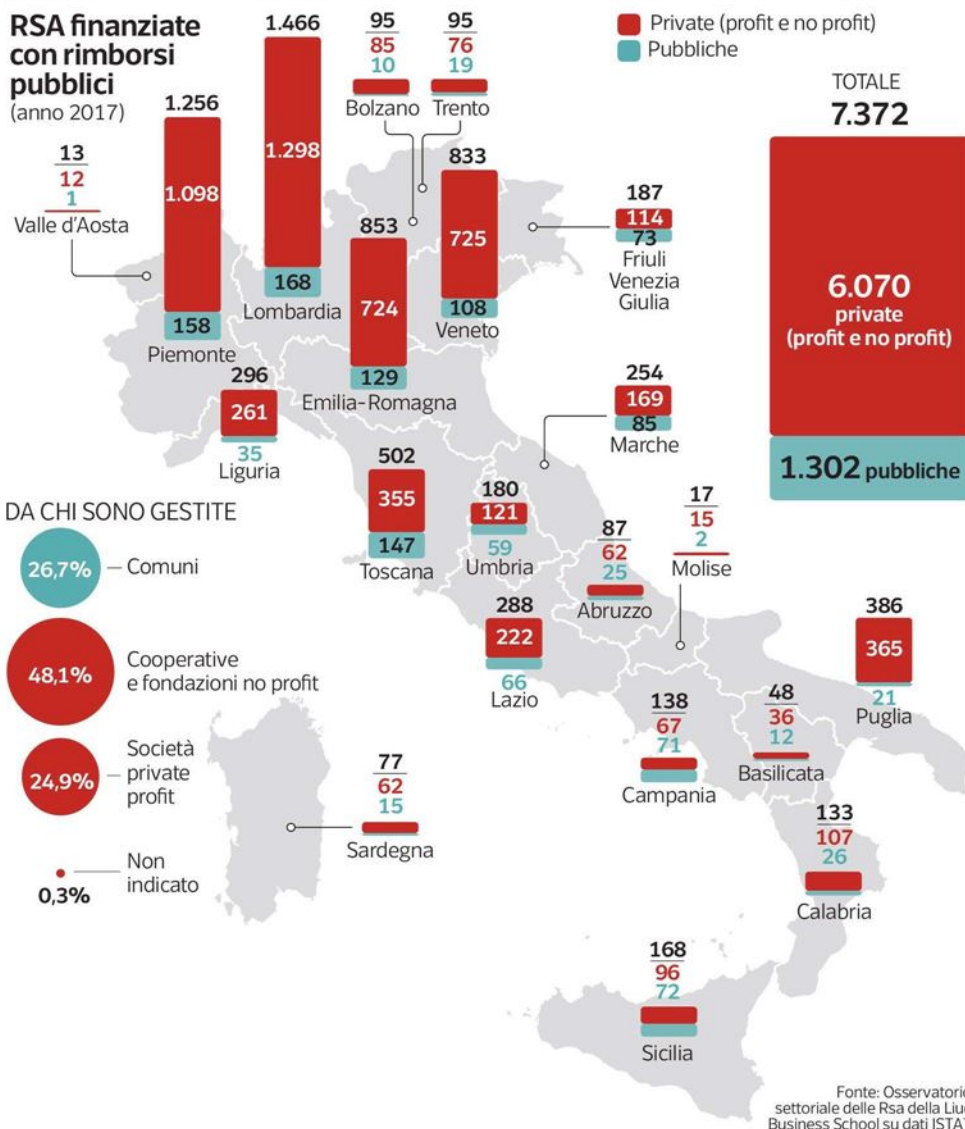 RSA finanziate
con rimborsi
pubblici
(anno 2017)
Private (profit e no profit)
Pubbliche
TOTALE
7.372
6.070
private
(profit e no profit)
1.302 pubbliche
13
12
1
Valle d'Aosta
1.256
1.098
158
Piemonte
1.466
1.298
168
Lombardia
95
85
10
Bolzano
95
76
19
Trento
833
725
108
Veneto
187
114
73
Friuli
Venezia
Giulia
853
724
129
Emilia-Romagna
296
261
35
Liguria
254
169
85
Marche
502
355
147
Toscana
180
121
59
Umbria
87
62
25
Abruzzo
17
15
2
Molise
288
222
66
Lazio
138
67
71
Campania
48
36
12
Basilicata
386
365
21
Puglia
133
107
26
Calabria
168
96
72
Sicilia
77
62
15
Sardegna
DA CHI SONO GESTITE
26,7%
Comuni
48,1%
Cooperative
e fondazioni no profit
24,9%
Società
private
profit
0,3%
Non
indicato
Fonte: Osservatorio
settoriale delle Rsa della Liuc
Business School su dati ISTAT